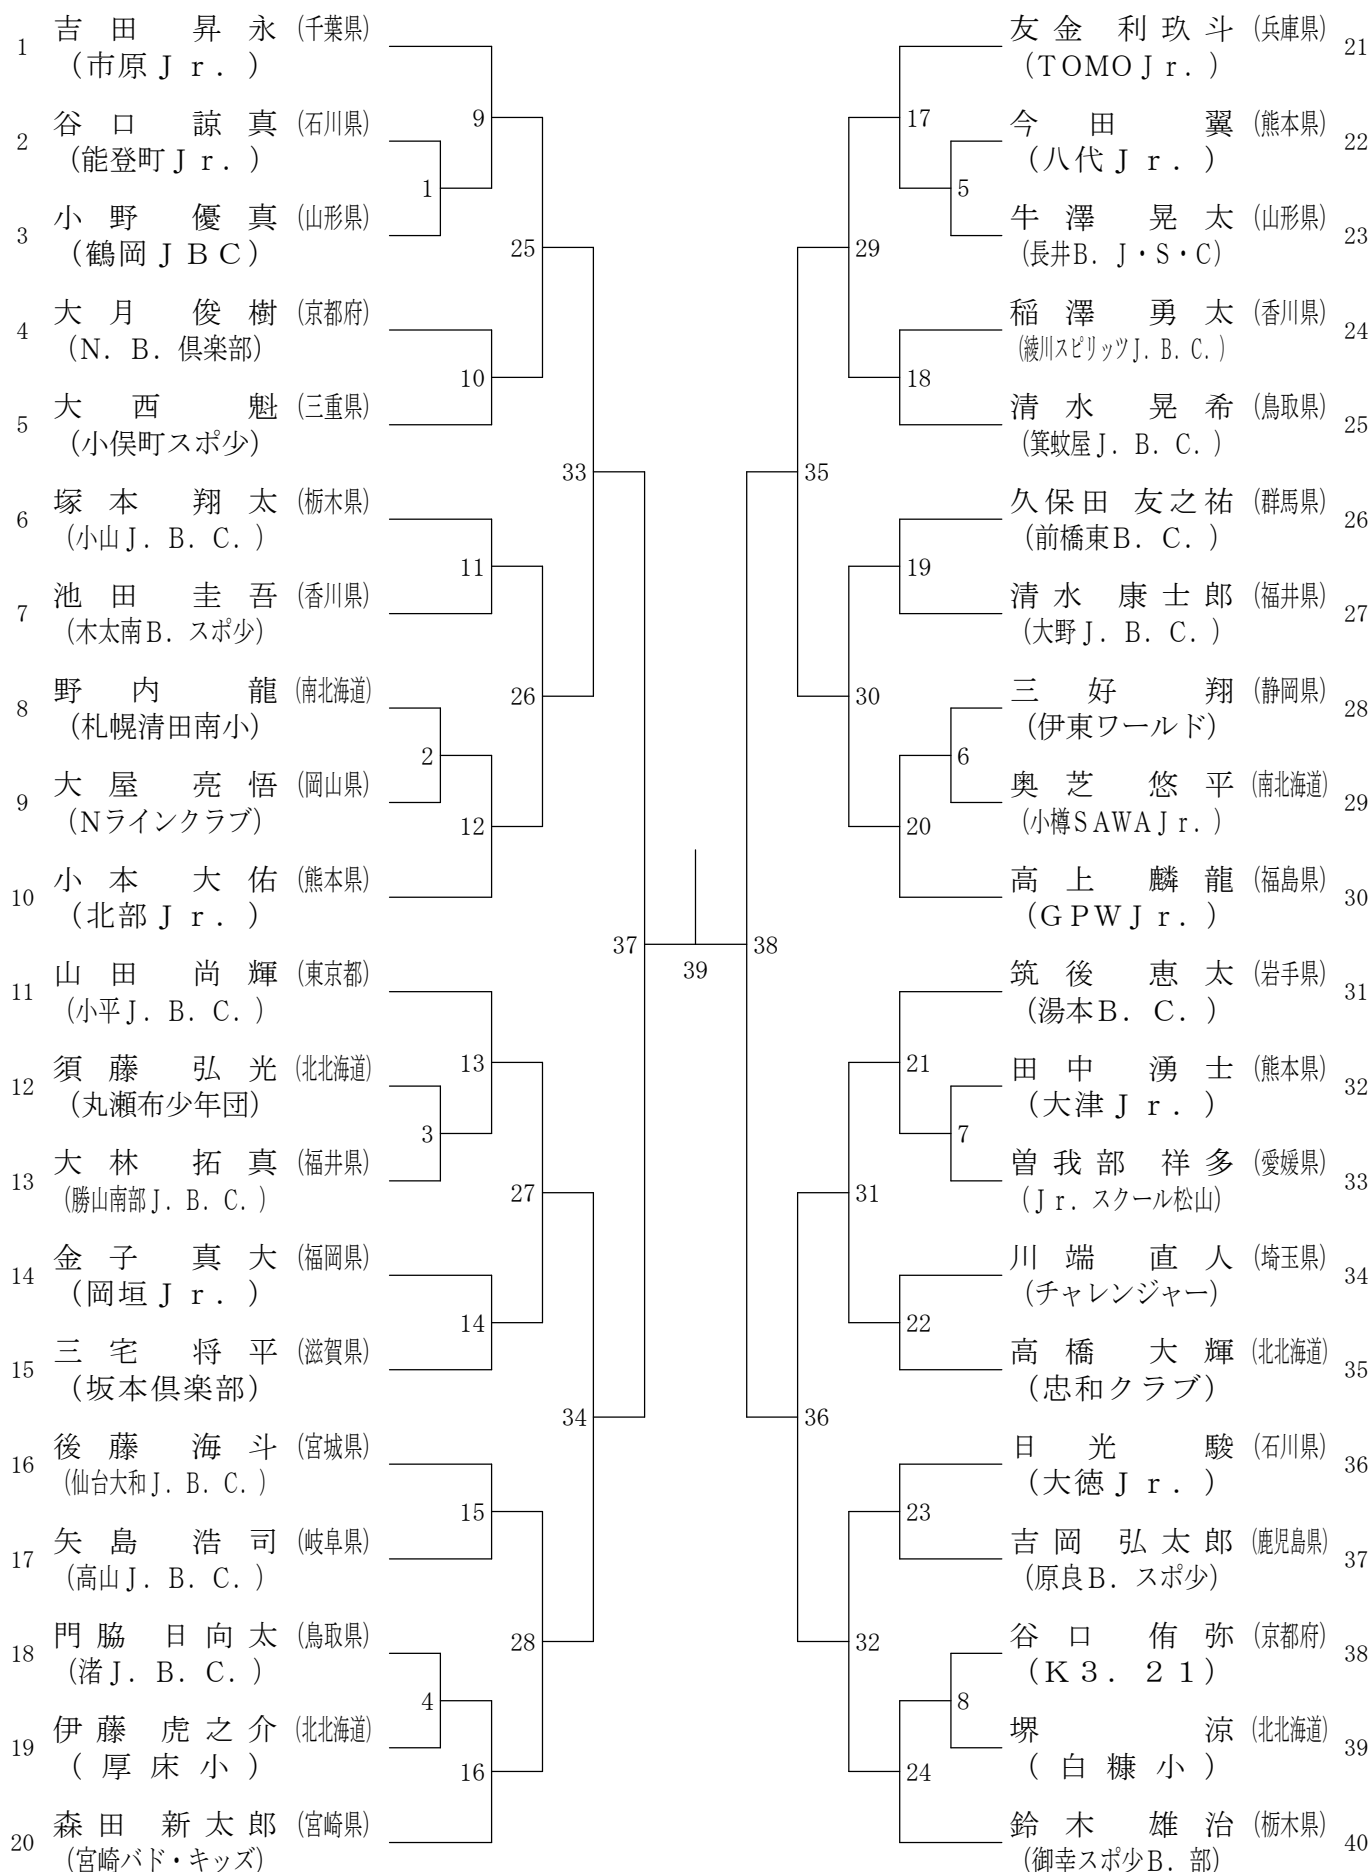 1 吉田 昇永 (千葉県)
(市原Jr.)
2 谷口 諒真 (石川県)
(能登町Jr.)
3 小野 優真 (山形県)
(鶴岡JBC)
4 大月 俊樹 (京都府)
(N.B.倶楽部)
5 大西 魁 (三重県)
(小俣町スポ少)
6 塚本 翔太 (栃木県)
(小山J.B.C.)
7 池田 圭吾 (香川県)
(木太南B.スポ少)
8 野内 龍 (南北海道)
(札幌清田南小)
9 大屋 亮悟 (岡山県)
(Nラインクラブ)
10 小本 大佑 (熊本県)
(北部Jr.)
11 山田 尚輝 (東京都)
(小平J.B.C.)
12 須藤 弘光 (北北海道)
(丸瀬布少年団)
13 大林 拓真 (福井県)
(勝山南部J.B.C.)
14 金子 真大 (福岡県)
(岡垣Jr.)
15 三宅 将平 (滋賀県)
(坂本倶楽部)
16 後藤 海斗 (宮城県)
(仙台大和J.B.C.)
17 矢島 浩司 (岐阜県)
(高山J.B.C.)
18 門脇 日向太 (鳥取県)
(渚J.B.C.)
19 伊藤 虎之介 (北北海道)
(厚床小)
20 森田 新太郎 (宮崎県)
(宮崎バド・キッズ)
9
1
25
10
33
11
26
2
12
37
13
3
27
14
34
15
28
4
16
39
38
17
5
29
18
35
19
30
6
20
21
7
31
22
36
23
32
8
24
友金 利玖斗 (兵庫県) 21
(TOMOJr.)
今田 翼 (熊本県) 22
(八代Jr.)
牛澤 晃太 (山形県) 23
(長井B.J・S・C)
稲澤 勇太 (香川県) 24
(綾川スピリッツJ.B.C.)
清水 晃希 (鳥取県) 25
(箕蚊屋J.B.C.)
久保田 友之祐 (群馬県) 26
(前橋東B.C.)
清水 康士郎 (福井県) 27
(大野J.B.C.)
三好 翔 (静岡県) 28
(伊東ワールド)
奥芝 悠平 (南北海道) 29
(小樽SAWAJr.)
高上 麟龍 (福島県) 30
(GPWJr.)
筑後 恵太 (岩手県) 31
(湯本B.C.)
田中 湧士 (熊本県) 32
(大津Jr.)
曽我部 祥多 (愛媛県) 33
(Jr.スクール松山)
川端 直人 (埼玉県) 34
(チャレンジャー)
高橋 大輝 (北北海道) 35
(忠和クラブ)
日光 駿 (石川県) 36
(大徳Jr.)
吉岡 弘太郎 (鹿児島県) 37
(原良B.スポ少)
谷口 侑弥 (京都府) 38
(K3.21)
堺 涼 (北北海道) 39
(白糠小)
鈴木 雄治 (栃木県) 40
(御幸スポ少B.部)